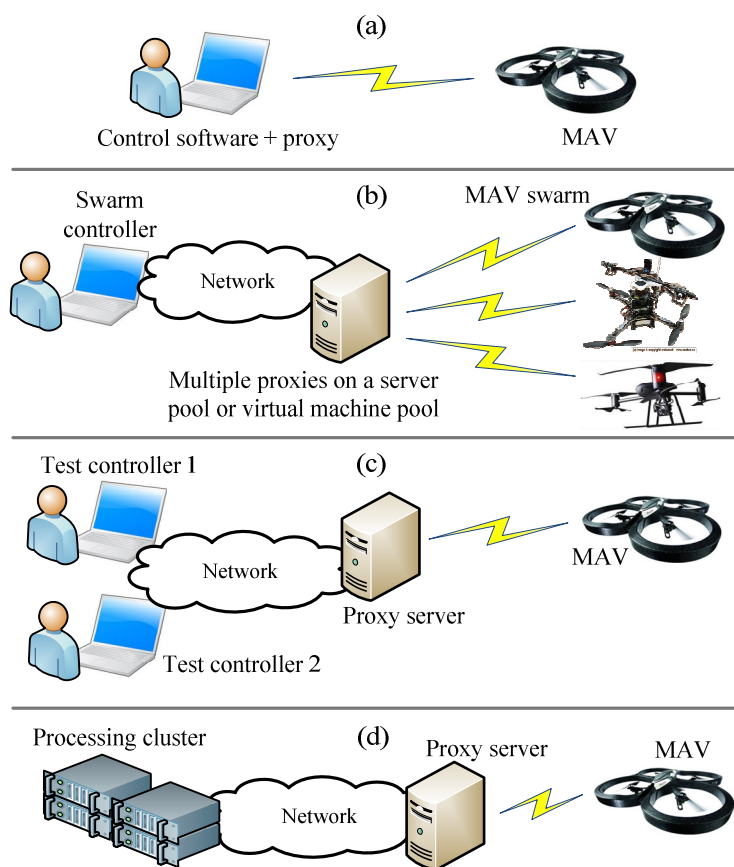 (a)
Control software + proxy
MAV
(b)
Swarm
controller
MAV swarm
Network
Multiple proxies on a server
pool or virtual machine pool
(c)
Test controller 1
Network
MAV
Proxy server
Test controller 2
(d)
Processing cluster
Proxy server
MAV
Network